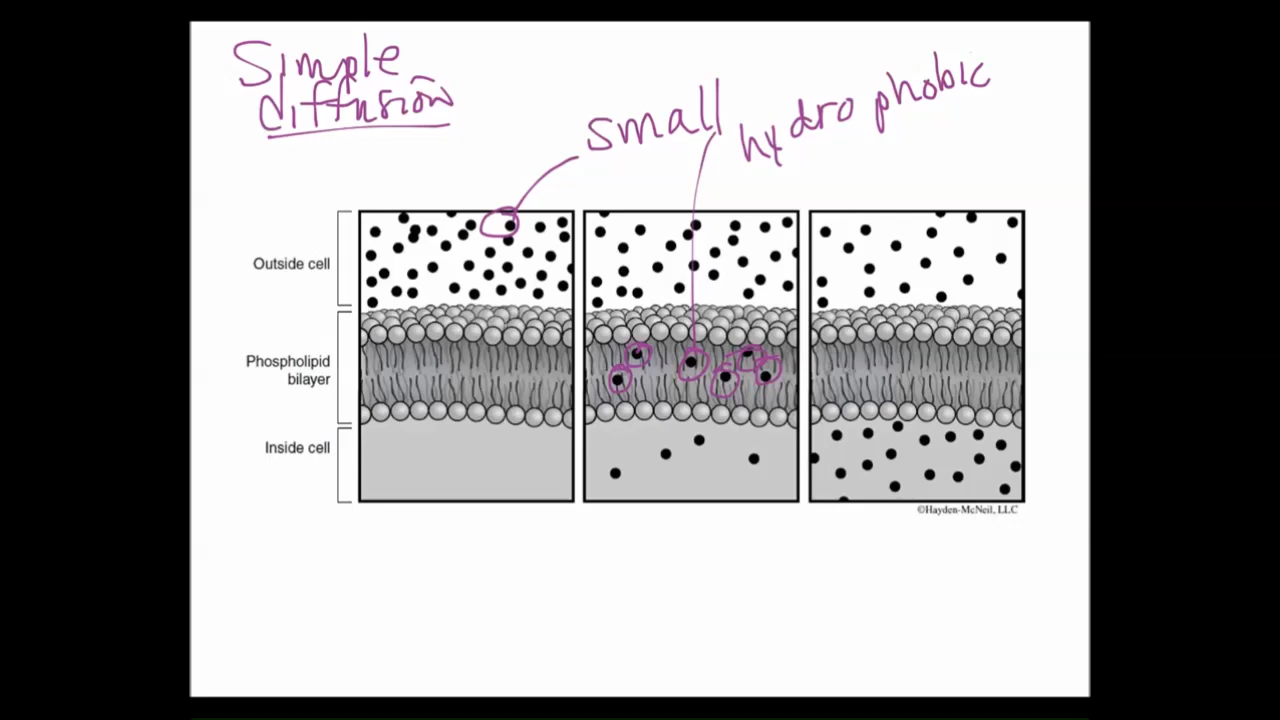 Simple
diffusion
small hydrophobic
Outside cell
Phospholipid
bilayer
Inside cell
©Hayden-McNeil, LLC